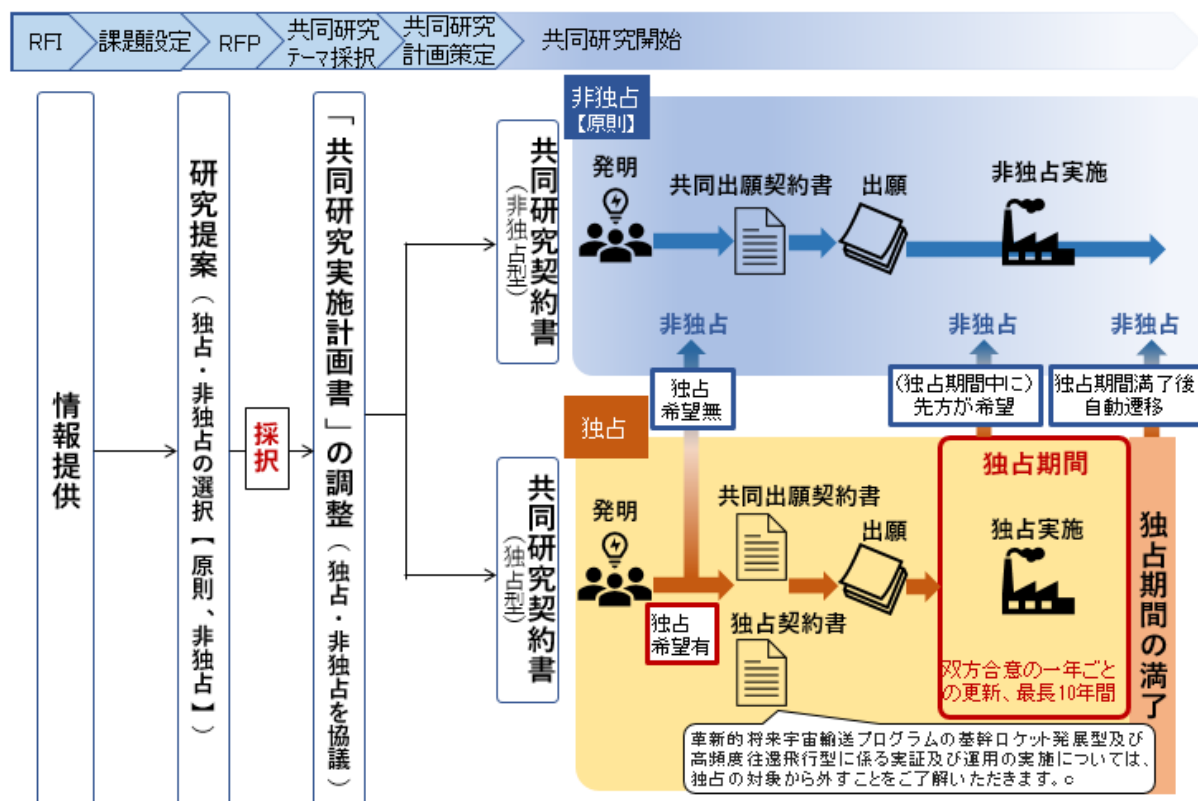 RFI
課題設定
RFP
共同研究
テーマ採択
共同研究
計画策定
共同研究開始
情報提供
研究提案（独占・非独占の選択【原則、非独占】）
採択
「共同研究実施計画書」の調整（独占・非独占を協議）
共同研究契約書
（非独占型）
共同研究契約書
（独占型）
非独占
【原則】
発明
共同出願契約書
出願
非独占実施
非独占
非独占
非独占
独占
希望無
（独占期間中に）
先方が希望
独占期間満了後
自動遷移
独占
発明
独占
希望有
共同出願契約書
独占契約書
出願
独占期間
独占実施
双方合意の一年ごと
の更新、最長10年間
独占期間の満了
革新的将来宇宙輸送プログラムの基幹ロケット発展型及び
高頻度往還飛行型に係る実証及び運用の実施については、
独占の対象から外すことをご了解いただきます。c